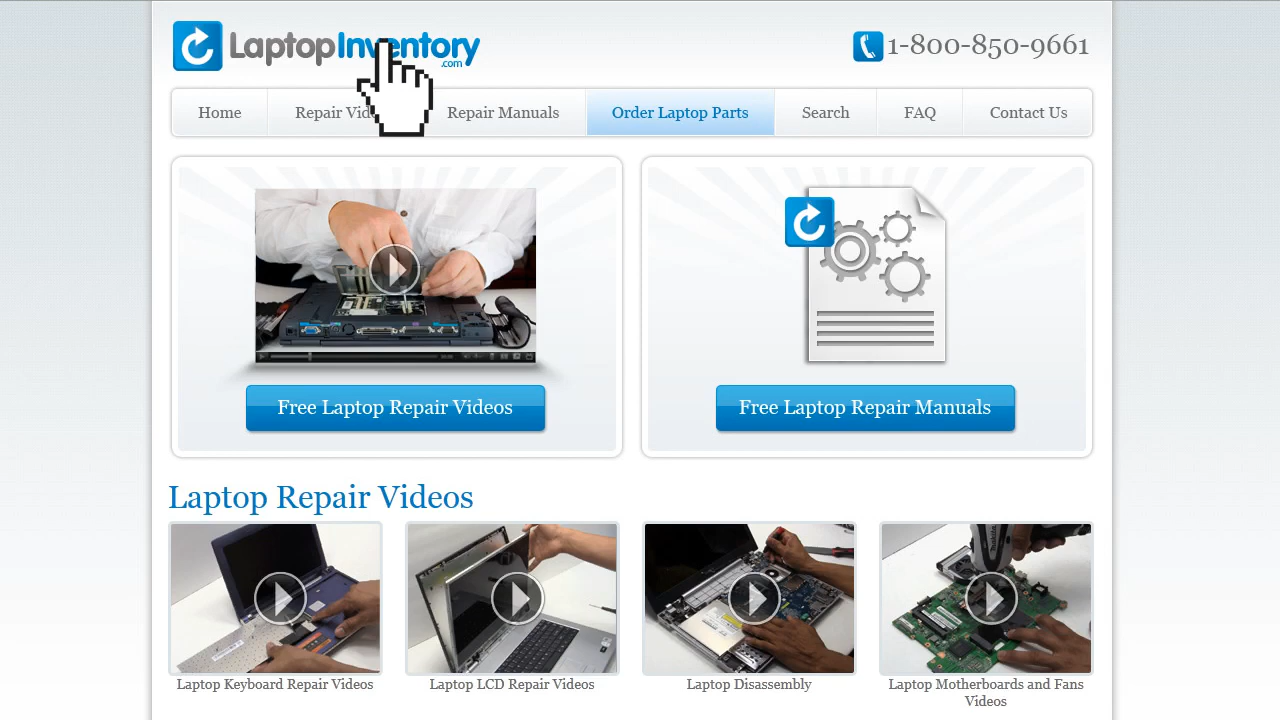 LaptopInventory
.com
1-800-850-9661
Home
Repair Vid
Repair Manuals
Order Laptop Parts
Search
FAQ
Contact Us
Free Laptop Repair Videos
Free Laptop Repair Manuals
Laptop Repair Videos
Laptop Keyboard Repair Videos
Laptop LCD Repair Videos
Laptop Disassembly
Laptop Motherboards and Fans
Videos